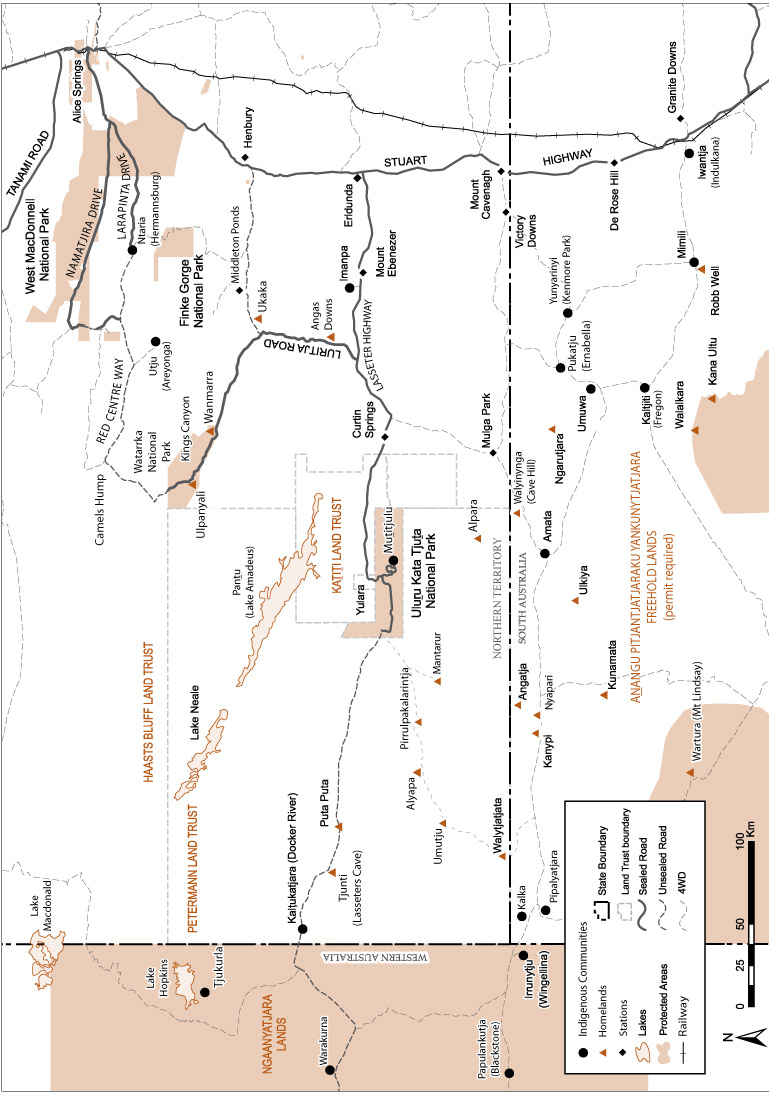 Lake
Macdonald
TANAMI ROAD
West MacDonnell
National Park
Alice Springs
NAMATJIRA DRIVE
LARAPINTA DRIVE
Ntaria
(Hermannsburg)
Camels Hump
RED CENTRE WAY
Watarrka
National
Park
Utju
(Areyonga)
Finke Gorge
National Park
HAASTS BLUFF LAND TRUST
Lake
Hopkins
Tjukurla
PETERMANN LAND TRUST
Lake Neale
Kings Canyon
Ulpanyali
Wanmarra
Middleton Ponds
Henbury
Ukaka
Pantu
(Lake Amadeus)
NGAANYATJARA
LANDS
Kaltukatjara (Docker River)
LURITJA ROAD
Angas
Downs
Imanpa
Erldunda
Warakurna
Puta Puta
Tjunti
(Lasseters Cave)
KATITI LAND TRUST
Yulara
Mutitjulu
Curtin
Springs
LASSETER HIGHWAY
Mount
Ebenezer
STUART
HIGHWAY
Uluru Kata Tjuta
National Park
WESTERN AUSTRALIA
Pirrulpakalarintja
Mantarur
Alyapa
Umutju
Alpara
Mulga Park
Mount
Cavenagh
Victory
Downs
Papulankutja
(Blackstone)
Walytjatjata
NORTHERN TERRITORY
SOUTH AUSTRALIA
Walyinynga
(Cave Hill)
Irrunytju
(Wingellina)
Kalka
Pipalyatjara
Angatja
Nyapari
Kanypi
Amata
Ngarutjara
Pukatju
(Ernabella)
Yunyarinyi
(Kenmore Park)
Ulkiya
Umuwa
De Rose Hill
Kunamata
ANANGU PITJANTJATJARAKU YANKUNYTJATJARA
FREEHOLD LANDS
(permit required)
Kaltjiti
(Fregon)
Mimili
Iwantja
(Indulkana)
Granite Downs
Wartura (Mt Lindsay)
Walalkara
Kana Ultu
Robb Well
N
Indigenous Communities
Homelands
Stations
Lakes
Protected Areas
Railway
State Boundary
Land Trust boundary
Sealed Road
Unsealed Road
4WD
0 25 50 100 Km